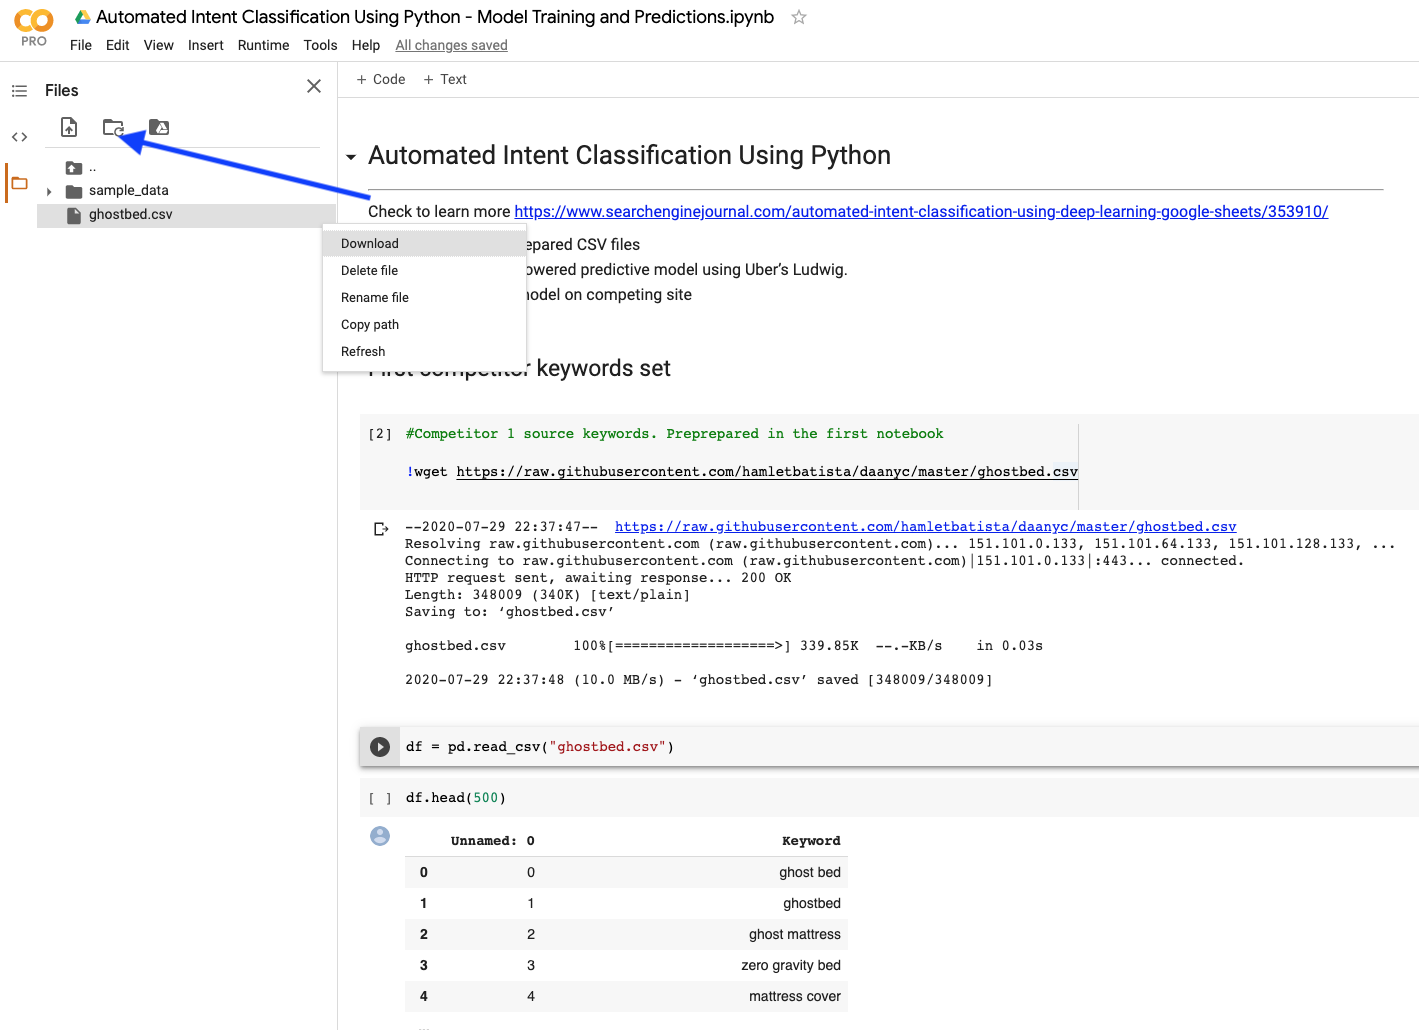 Automated Intent Classification Using Python - Model Training and Predictions.ipynb
PRO
File Edit View Insert Runtime Tools Help All changes saved
Files
+ Code + Text
..
sample_data
ghostbed.csv
Download
Delete file
Rename file
Copy path
Refresh
Automated Intent Classification Using Python
Check to learn more https://www.searchenginejournal.com/automated-intent-classification-using-deep-learning-google-sheets/353910/
epared CSV files
owered predictive model using Uber’s Ludwig.
odel on competing site
First competitor keywords set
[2] #Competitor 1 source keywords. Preprepared in the first notebook
!wget https://raw.githubusercontent.com/hamletbatista/daanyc/master/ghostbed.csv
--2020-07-29 22:37:47-- https://raw.githubusercontent.com/hamletbatista/daanyc/master/ghostbed.csv
Resolving raw.githubusercontent.com (raw.githubusercontent.com)... 151.101.0.133, 151.101.64.133, 151.101.128.133, ...
Connecting to raw.githubusercontent.com (raw.githubusercontent.com)|151.101.0.133|:443... connected.
HTTP request sent, awaiting response... 200 OK
Length: 348009 (340K) [text/plain]
Saving to: ‘ghostbed.csv’
ghostbed.csv 100%[===================>] 339.85K --.-KB/s in 0.03s
2020-07-29 22:37:48 (10.0 MB/s) - ‘ghostbed.csv’ saved [348009/348009]
df = pd.read_csv("ghostbed.csv")
[ ] df.head(500)
Unnamed: 0 Keyword
0 0 ghost bed
1 1 ghostbed
2 2 ghost mattress
3 3 zero gravity bed
4 4 mattress cover
...